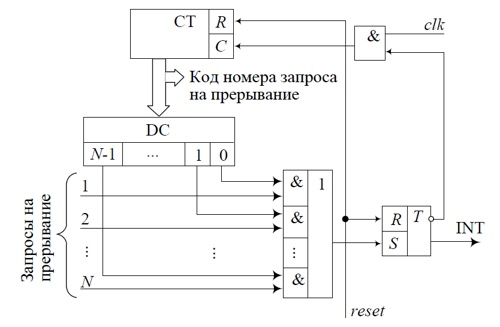 CT R
C
& clk
Код номера запроса
на прерывание
DC
N-1 ... 1 0
Запросы на
прерывание
1 & 1
2 &
⋮ ⋮ ⋮
N &
R T
S INT
reset